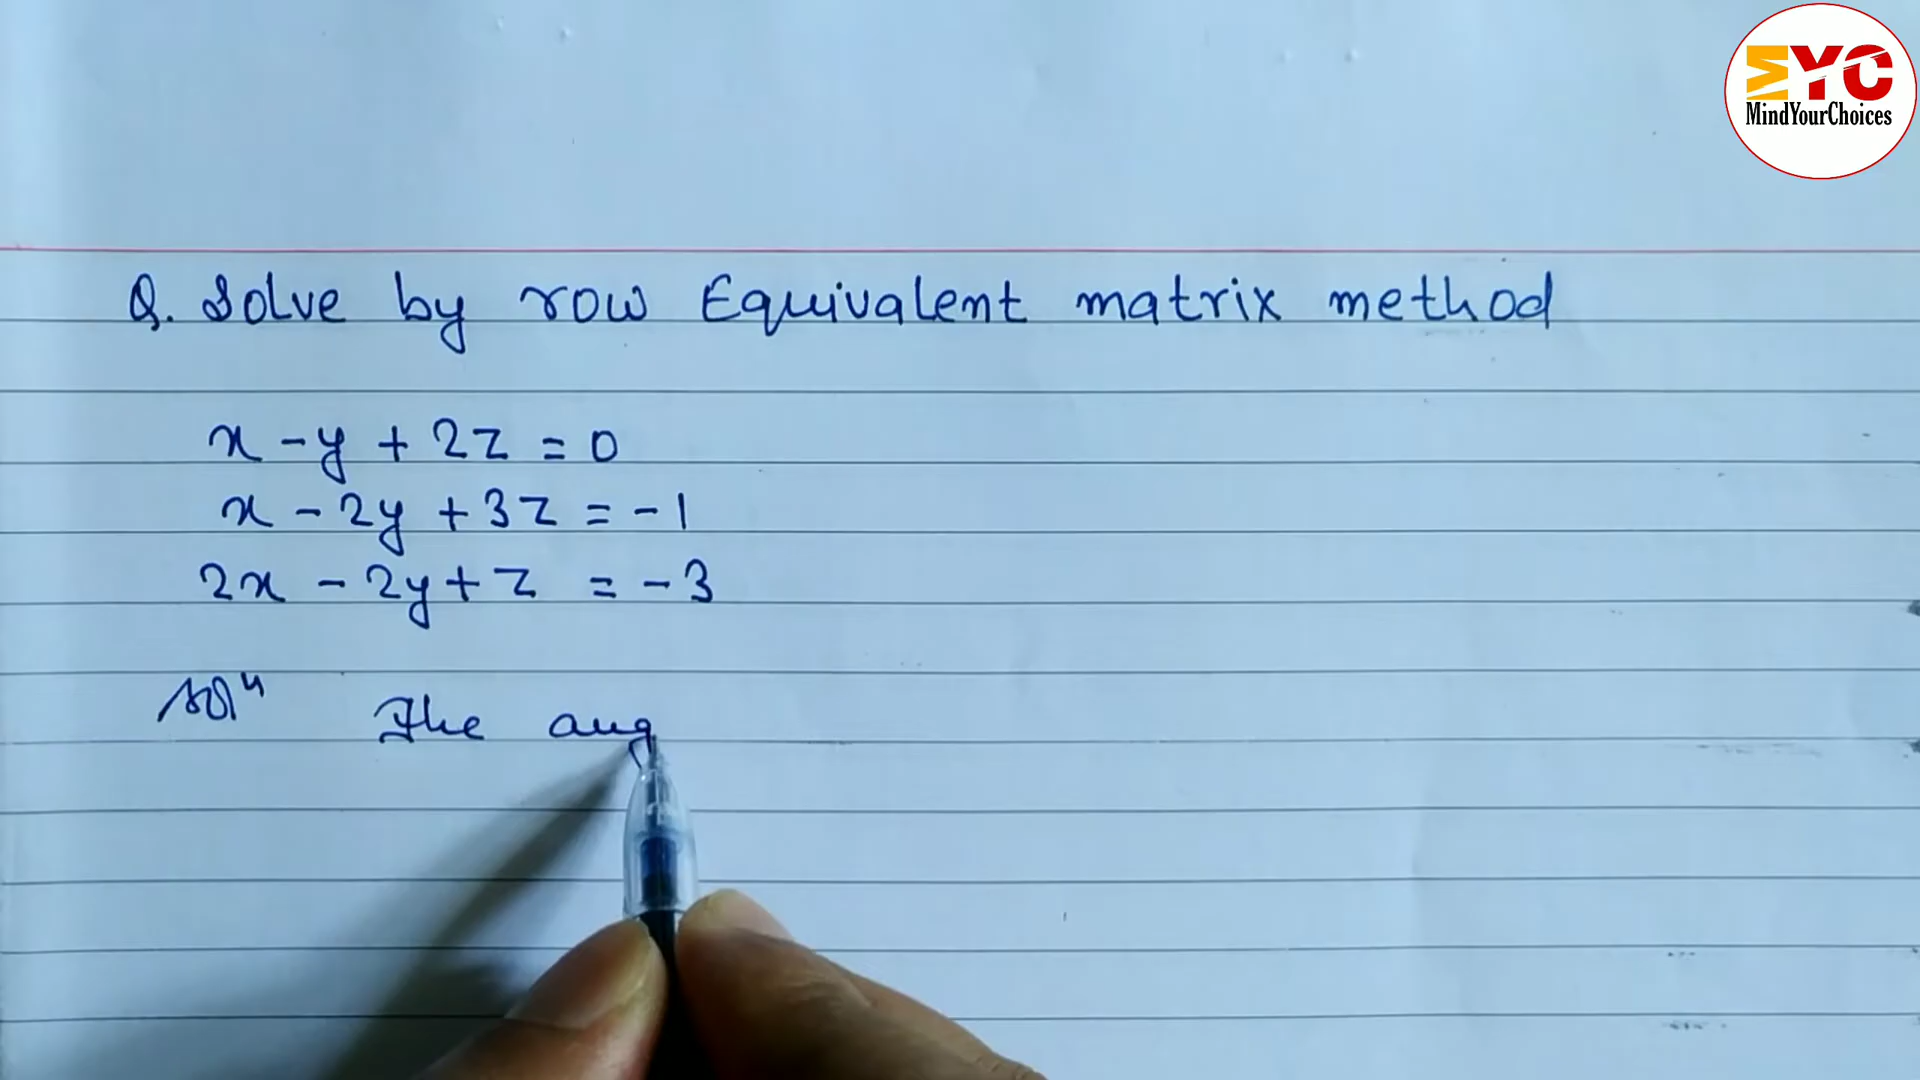 MYC
MindYourChoices
Q. Solve by row Equivalent matrix method
x - y + 2z = 0
x - 2y + 3z = -1
2x - 2y + z = -3
Solⁿ The aug